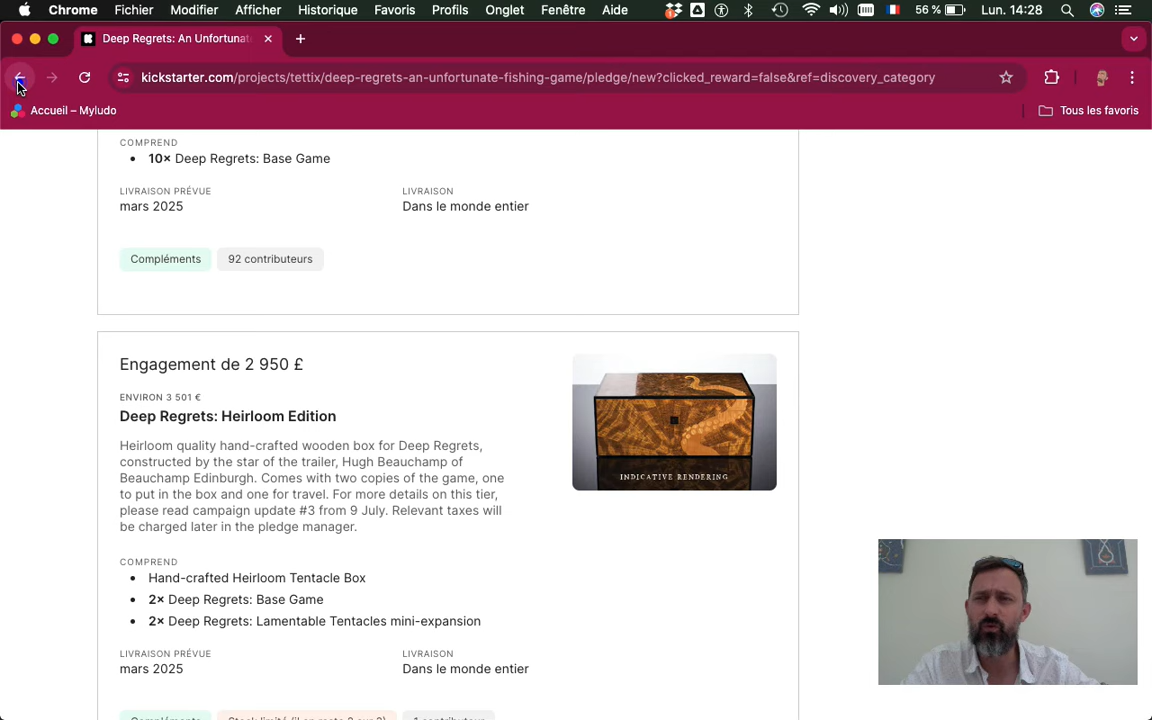 Chrome Fichier Modifier Afficher Historique Favoris Profils Onglet Fenêtre Aide 56 % Lun. 14:28
Deep Regrets: An Unfortunat
kickstarter.com/projects/tettix/deep-regrets-an-unfortunate-fishing-game/pledge/new?clicked_reward=false&ref=discovery_category
Accueil – Myludo Tous les favoris
COMPREND
• 10× Deep Regrets: Base Game
LIVRAISON PRÉVUE LIVRAISON
mars 2025 Dans le monde entier
Compléments 92 contributeurs
Engagement de 2 950 £
ENVIRON 3 501 €
Deep Regrets: Heirloom Edition
Heirloom quality hand-crafted wooden box for Deep Regrets,
constructed by the star of the trailer, Hugh Beauchamp of
Beauchamp Edinburgh. Comes with two copies of the game, one
to put in the box and one for travel. For more details on this tier,
please read campaign update #3 from 9 July. Relevant taxes will
be charged later in the pledge manager.
INDICATIVE RENDERING
COMPREND
• Hand-crafted Heirloom Tentacle Box
• 2× Deep Regrets: Base Game
• 2× Deep Regrets: Lamentable Tentacles mini-expansion
LIVRAISON PRÉVUE LIVRAISON
mars 2025 Dans le monde entier
Compléments 1 contributeur